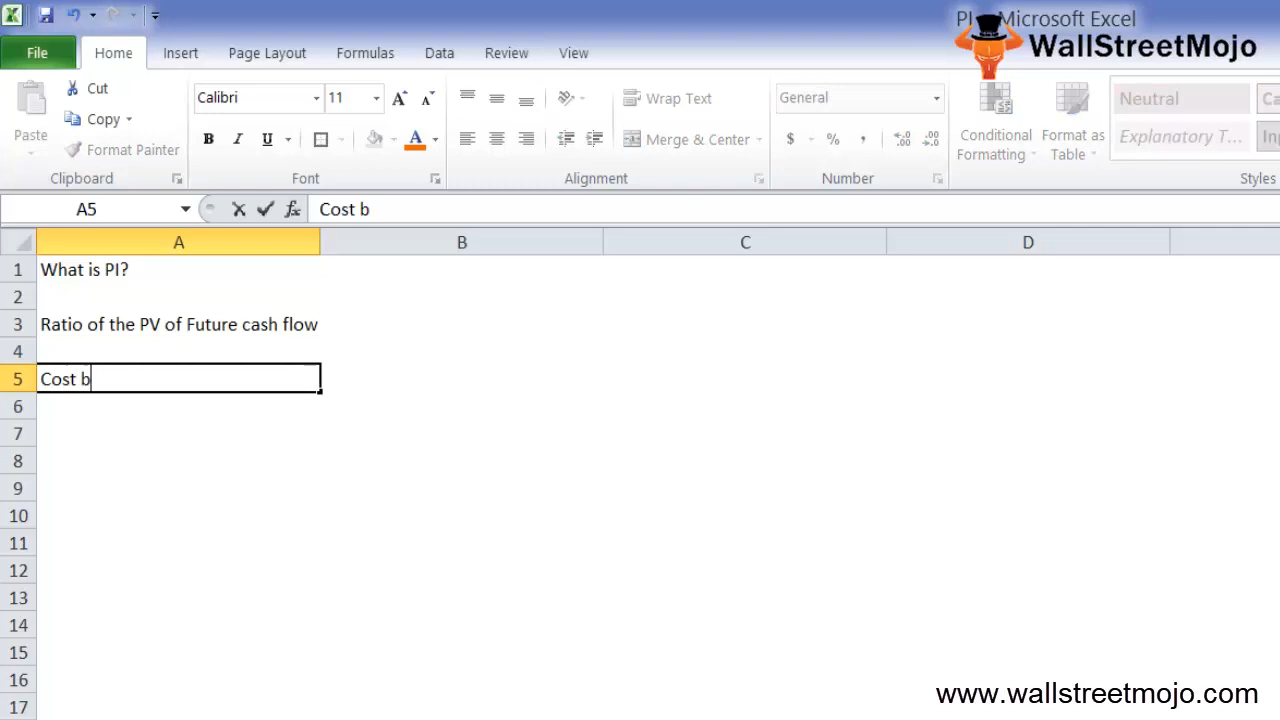 PI - Microsoft Excel
WallStreetMojo
File Home Insert Page Layout Formulas Data Review View
Paste
Cut
Copy
Format Painter
Calibri 11
A A
B I U A
Wrap Text
Merge & Center
General
$ % ,
Conditional Formatting
Format as Table
Neutral
Explanatory T...
Clipboard Font Alignment Number Styles
A5 fx Cost b
A B C D
1 What is PI?
2
3 Ratio of the PV of Future cash flow
4
5 Cost b
6
7
8
9
10
11
12
13
14
15
16
17
www.wallstreetmojo.com